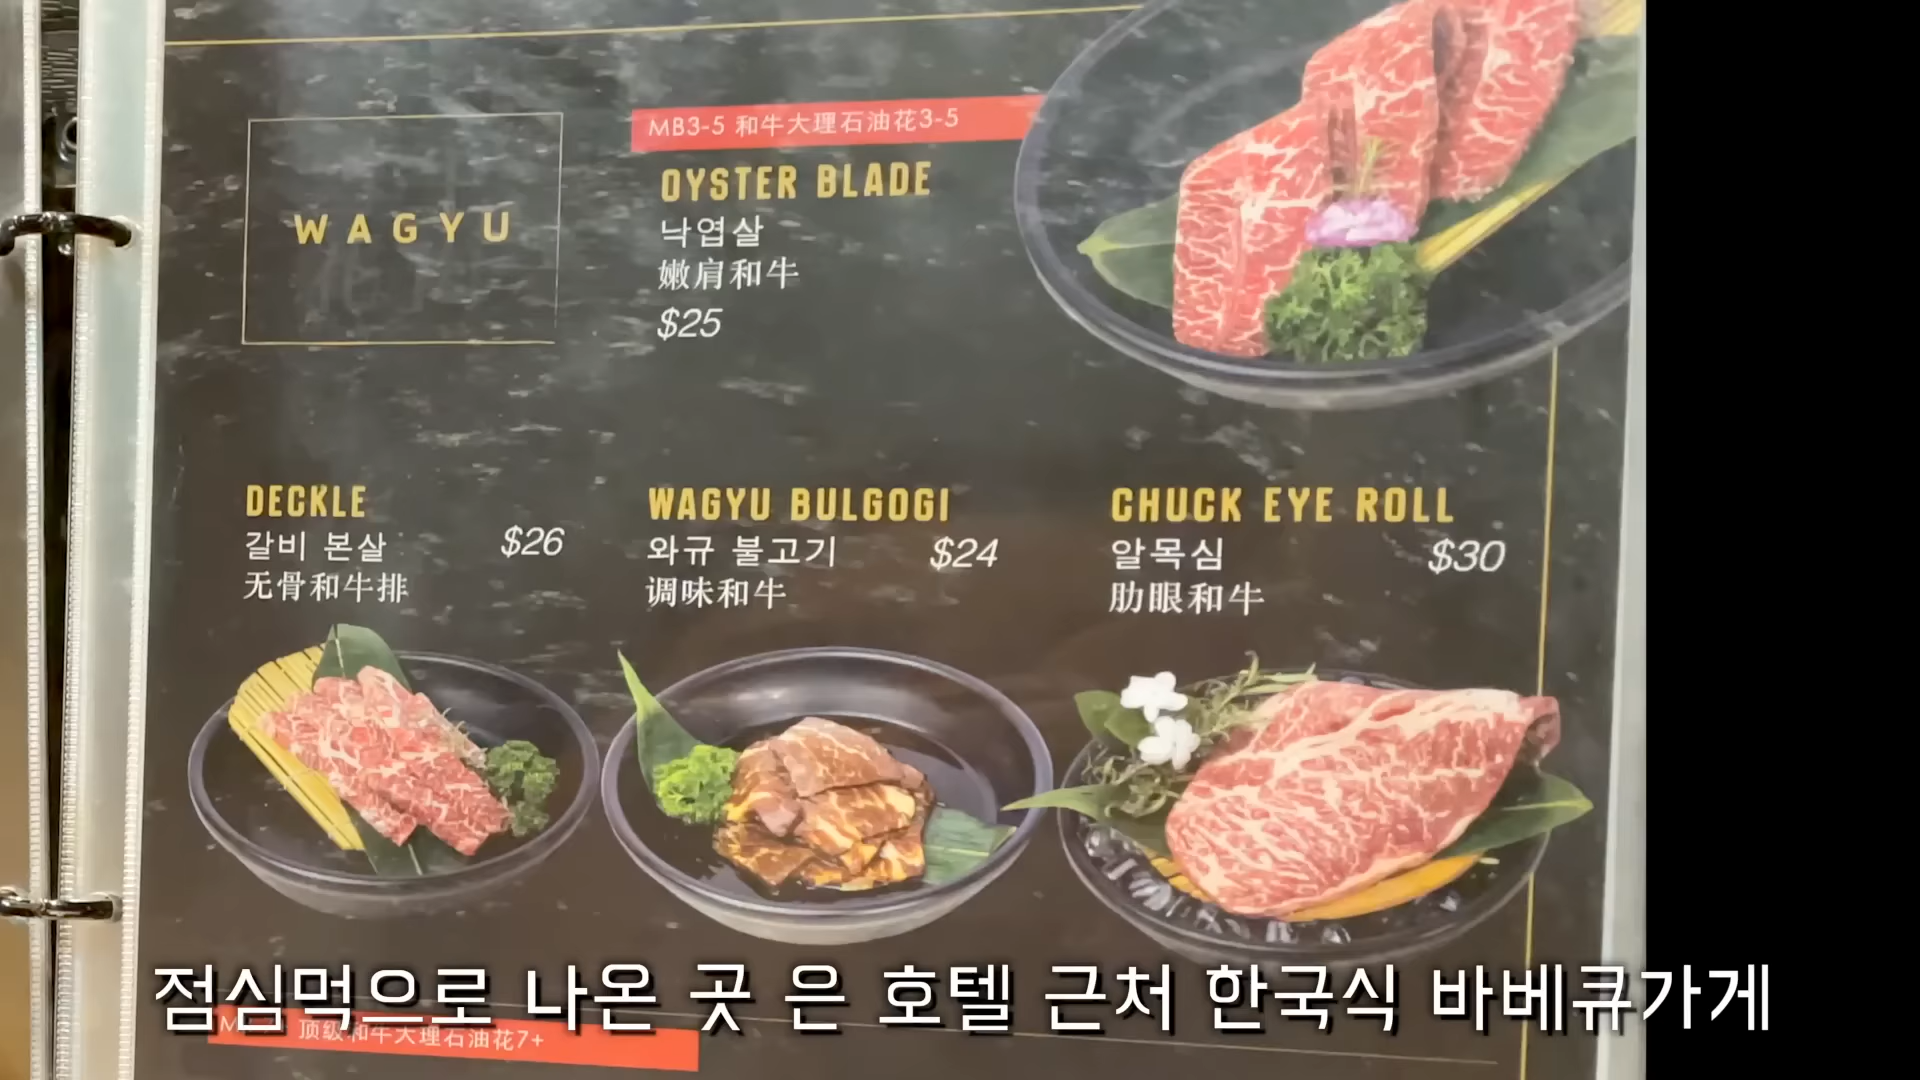 WAGYU
MB3-5 和牛大理石油花3-5
OYSTER BLADE
낙엽살
嫩肩和牛
$25
DECKLE
갈비 본살
$26
无骨和牛排
WAGYU BULGOGI
와규 불고기
$24
调味和牛
CHUCK EYE ROLL
알목심
$30
肋眼和牛
顶级和牛大理石油花7+
점심먹으로 나온 곳 은 호텔 근처 한국식 바베큐가게